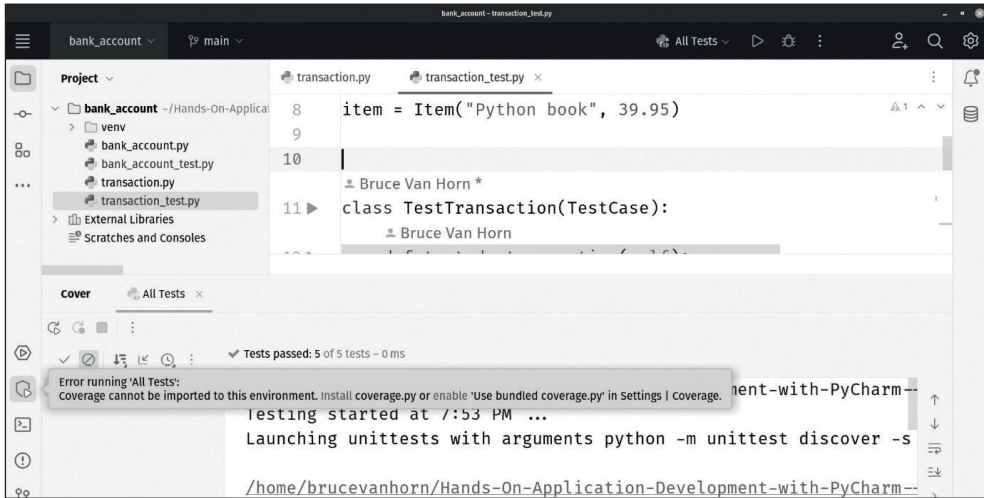 bank_account – transaction_test.py
bank_account
main
All Tests
Project
transaction.py
transaction_test.py
bank_account ~/Hands-On-Applicat
venv
bank_account.py
bank_account_test.py
transaction.py
transaction_test.py
External Libraries
Scratches and Consoles
8 item = Item("Python book", 39.95)
1
9
10
Bruce Van Horn *
11 class TestTransaction(TestCase):
Bruce Van Horn
Cover
All Tests
Tests passed: 5 of 5 tests – 0 ms
Error running 'All Tests':
Coverage cannot be imported to this environment. Install coverage.py or enable 'Use bundled coverage.py' in Settings | Coverage.
ment-with-PyCharm--
Testing started at 7:53 PM ...
Launching unittests with arguments python -m unittest discover -s
/home/brucevanhorn/Hands-On-Application-Development-with-PyCharm--